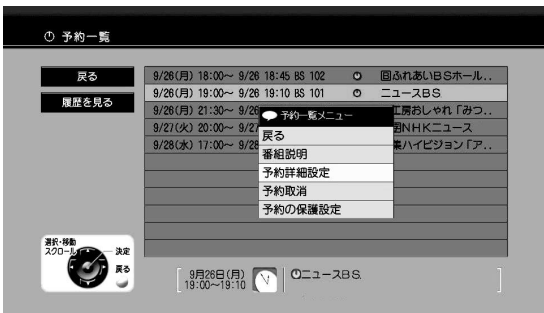 予約一覧
戻る
履歴を見る
9/26(月) 18:00～ 9/26 18:45 BS 102 回ふれあいBSホール..
9/26(月) 19:00～ 9/26 19:10 BS 101 ニュースBS
9/26(月) 21:30～ 9/26 工房おしゃれ「みつ..
9/27(火) 20:00～ 9/27 NHKニュース
9/28(水) 17:00～ 9/28 集ハイビジョン「ア..
予約一覧メニュー
戻る
番組説明
予約詳細設定
予約取消
予約の保護設定
選択・移動
スクロール
決定
戻る
9月26日(月)
19:00～19:10
ニュースBS.